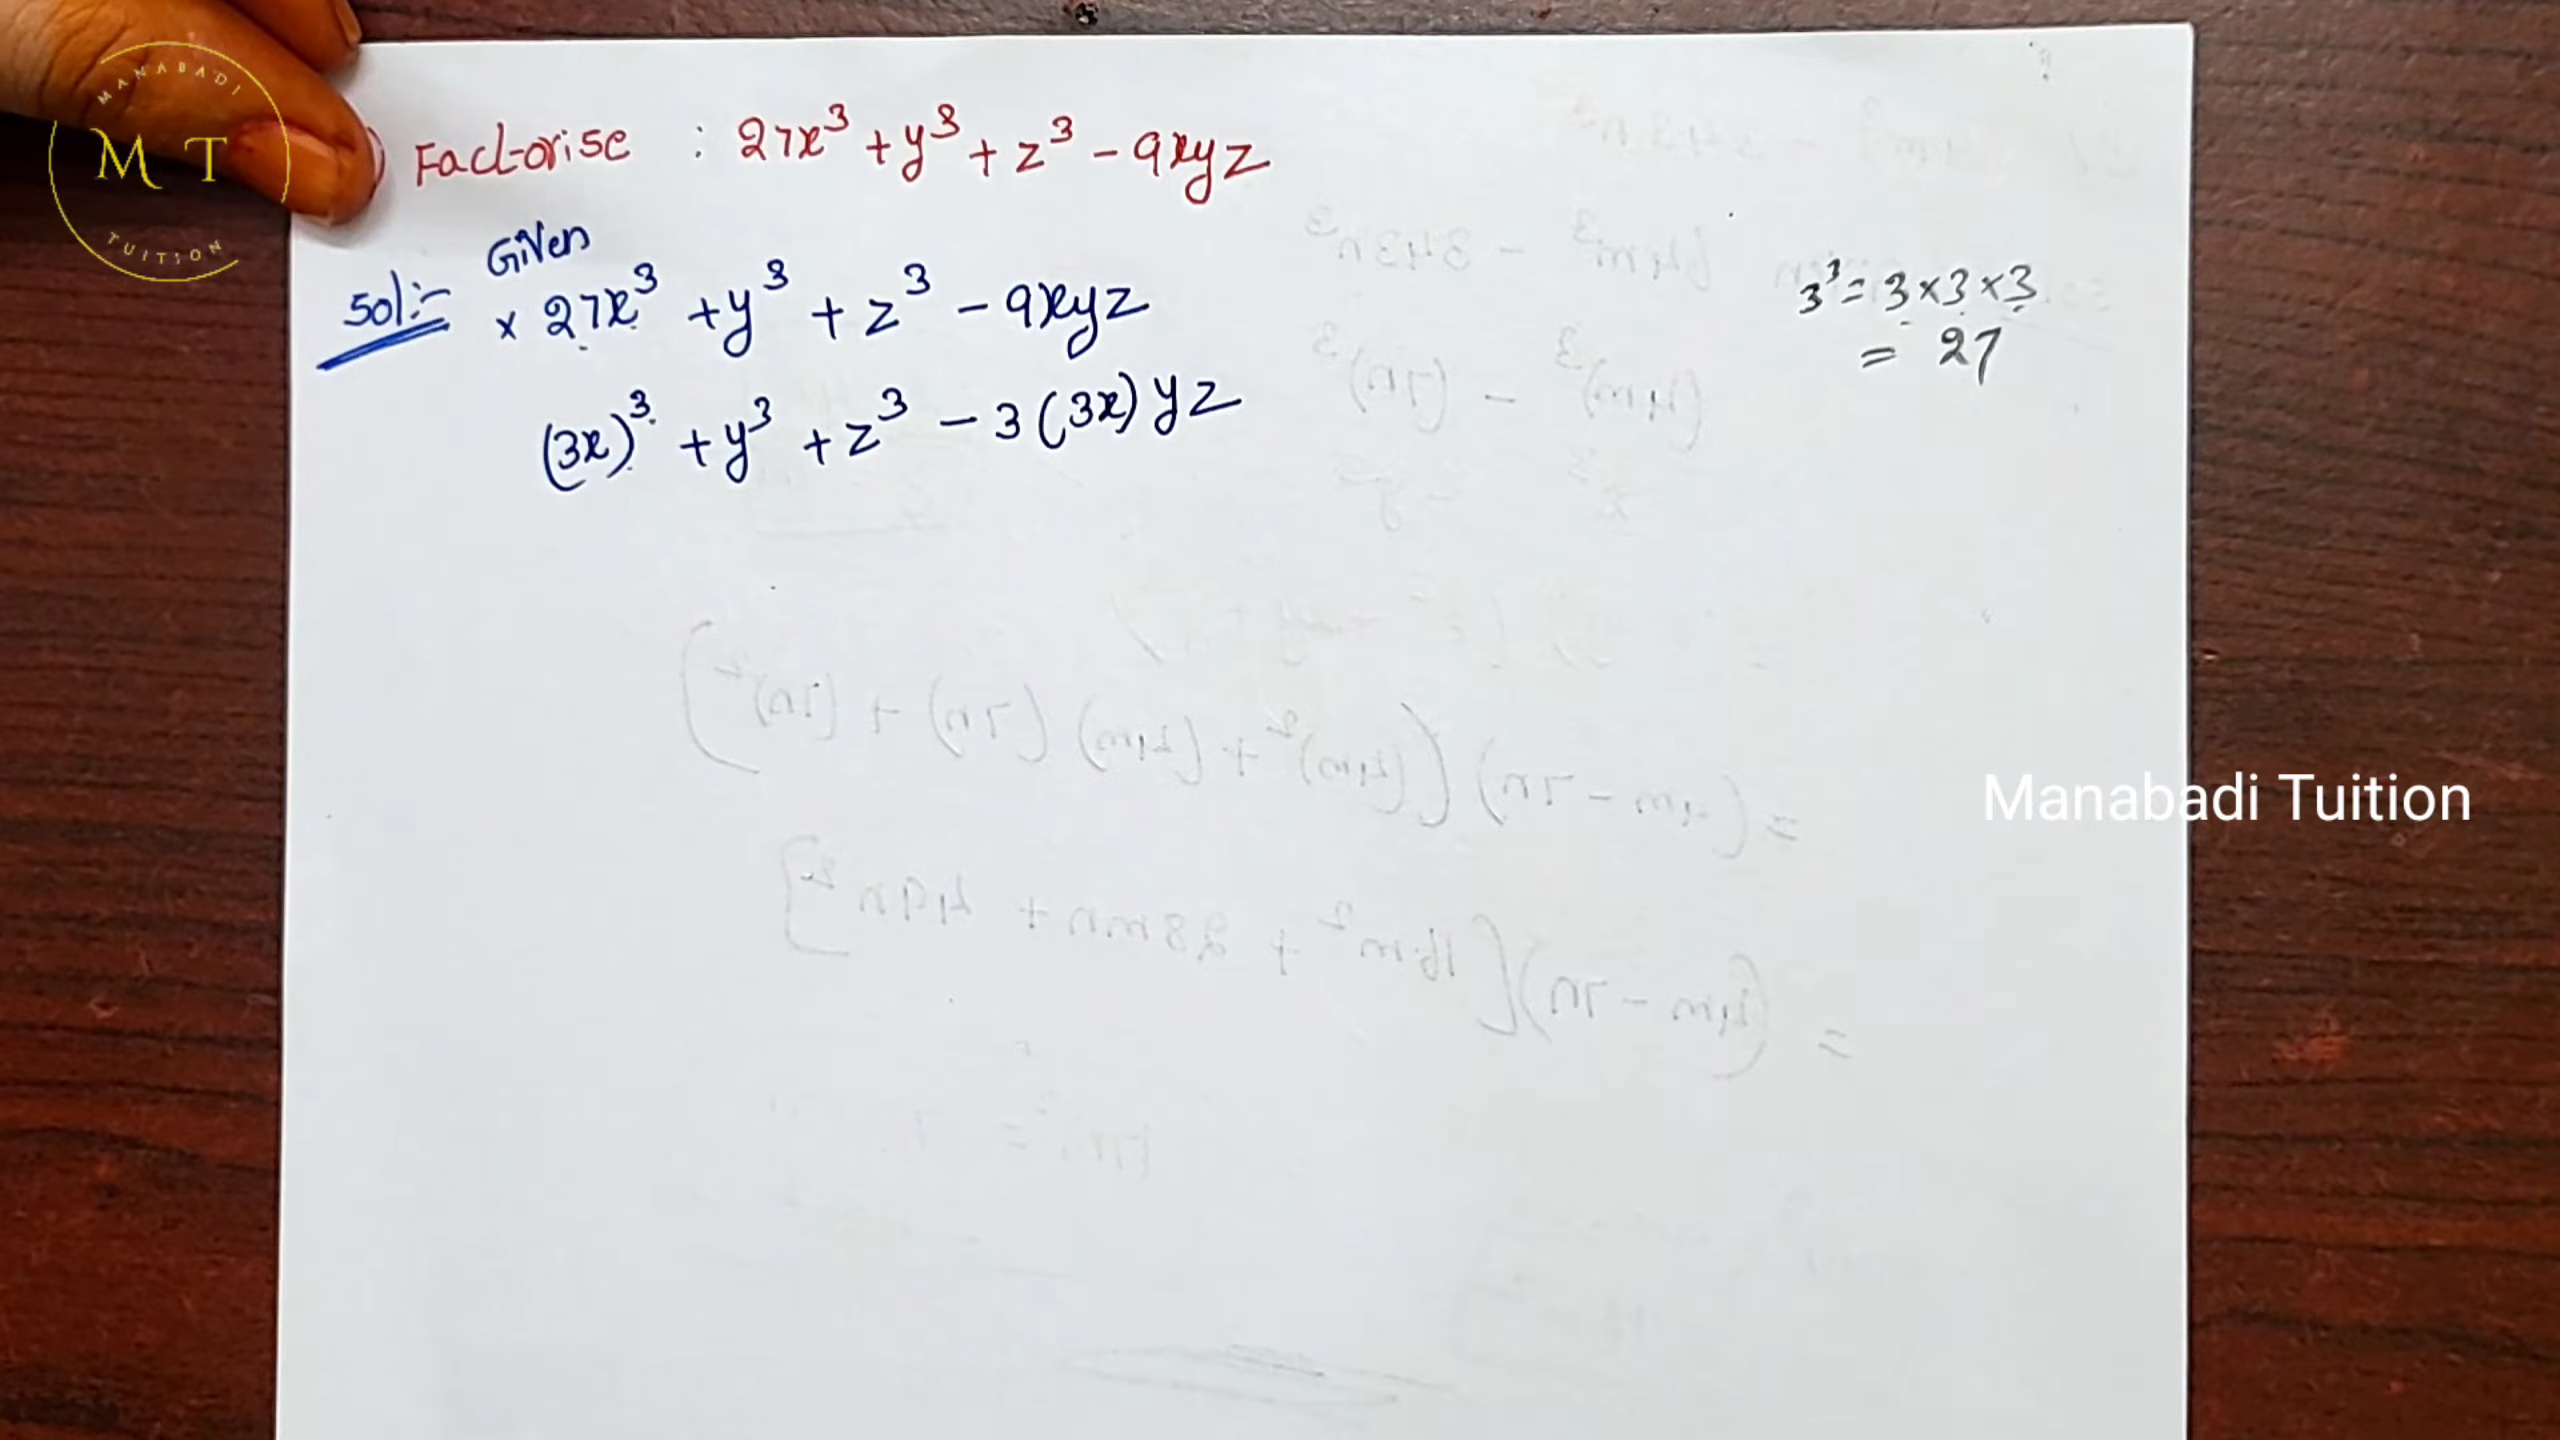 MANABADI
MT
TUITION
) Factorise : 27x³ + y³ + z³ - 9xyz
Given
Sol:- × 27x³ + y³ + z³ - 9xyz
(3x)³ + y³ + z³ - 3(3x)yz
3³ = 3×3×3
= 27
Manabadi Tuition